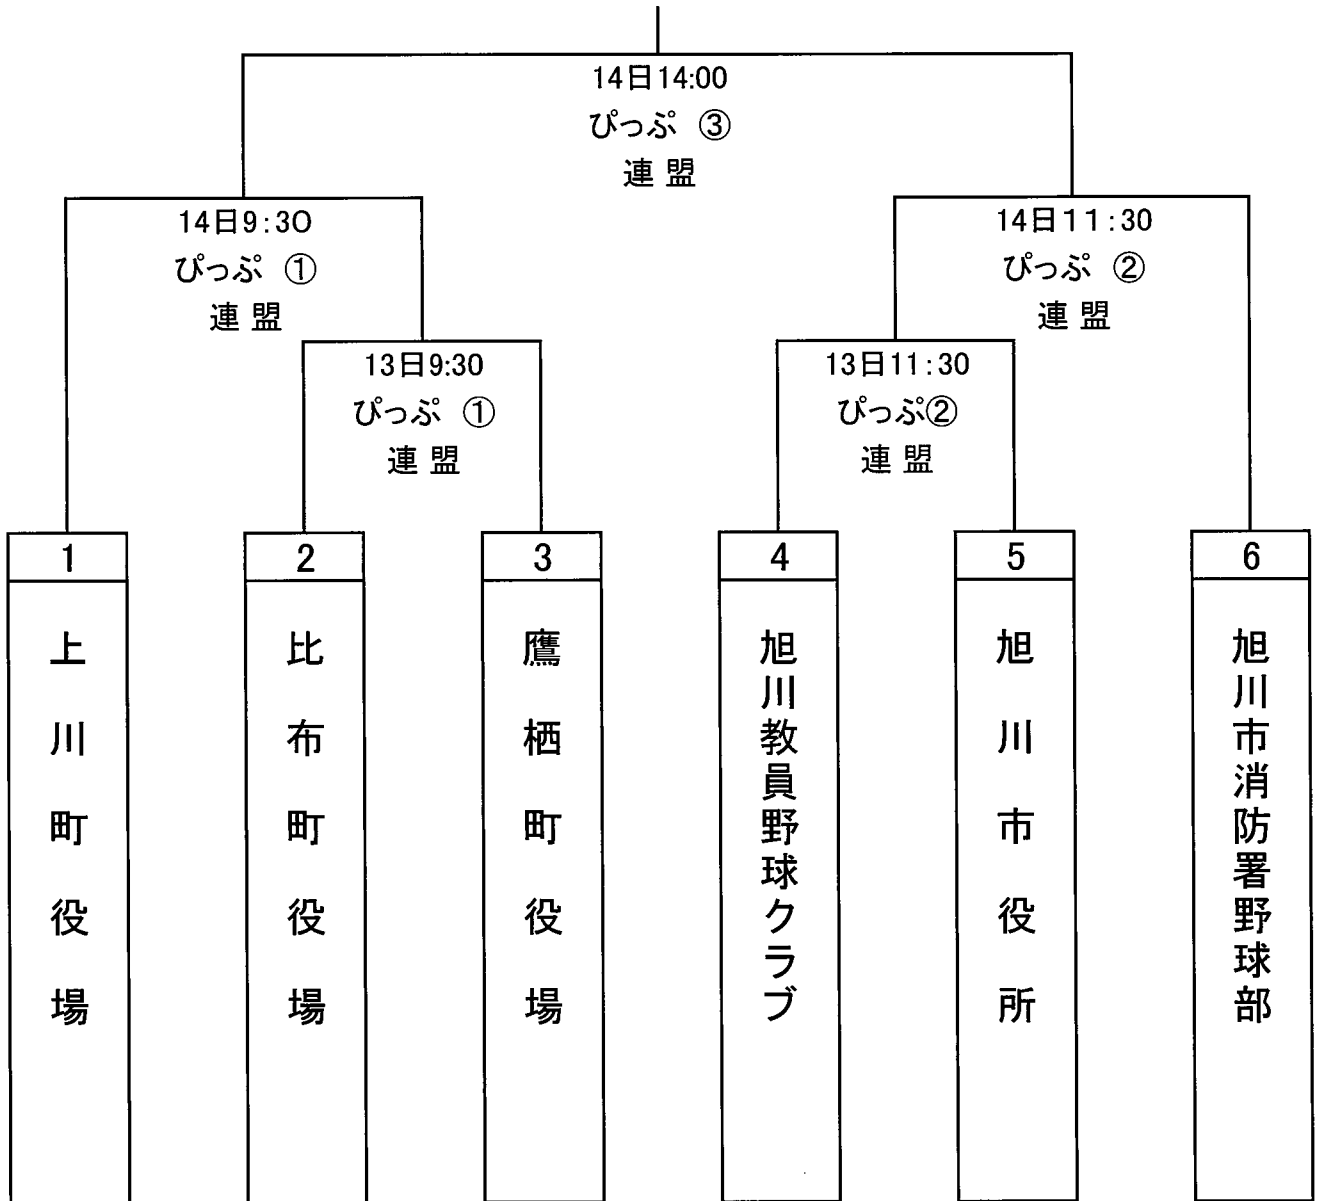 14日14:00
ぴっぷ ③
連 盟
14日9:30
ぴっぷ ①
連 盟
14日11:30
ぴっぷ ②
連 盟
13日9:30
ぴっぷ ①
連 盟
13日11:30
ぴっぷ②
連 盟
1
上川町役場
2
比布町役場
3
鷹栖町役場
4
旭川教員野球クラブ
5
旭川市役所
6
旭川市消防署野球部